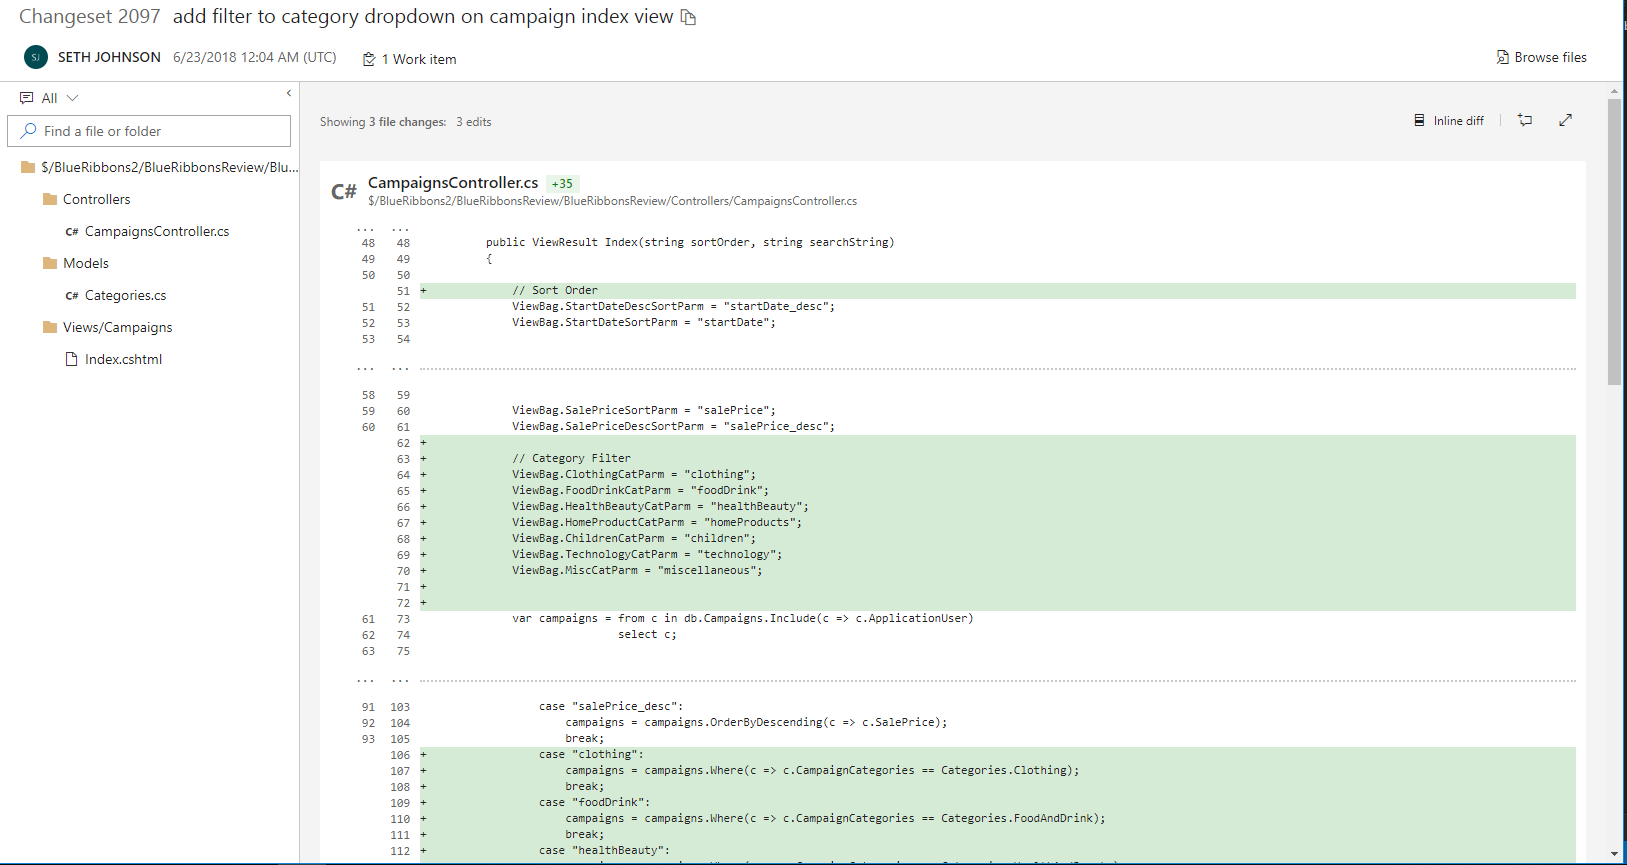 Changeset 2097 add filter to category dropdown on campaign index view
SJ SETH JOHNSON 6/23/2018 12:04 AM (UTC) 1 Work item
Browse files
All
Find a file or folder
$/BlueRibbons2/BlueRibbonsReview/Blu...
Controllers
C# CampaignsController.cs
Models
C# Categories.cs
Views/Campaigns
Index.cshtml
Showing 3 file changes: 3 edits
Inline diff
C# CampaignsController.cs +35
$/BlueRibbons2/BlueRibbonsReview/BlueRibbonsReview/Controllers/CampaignsController.cs
... ...
48 48 public ViewResult Index(string sortOrder, string searchString)
49 49 {
50 50
51 + // Sort Order
51 52 ViewBag.StartDateDescSortParm = "startDate_desc";
52 53 ViewBag.StartDateSortParm = "startDate";
53 54
... ...
58 59
59 60 ViewBag.SalePriceSortParm = "salePrice";
60 61 ViewBag.SalePriceDescSortParm = "salePrice_desc";
62 +
63 + // Category Filter
64 + ViewBag.ClothingCatParm = "clothing";
65 + ViewBag.FoodDrinkCatParm = "foodDrink";
66 + ViewBag.HealthBeautyCatParm = "healthBeauty";
67 + ViewBag.HomeProductCatParm = "homeProducts";
68 + ViewBag.ChildrenCatParm = "children";
69 + ViewBag.TechnologyCatParm = "technology";
70 + ViewBag.MiscCatParm = "miscellaneous";
71 +
72 +
61 73 var campaigns = from c in db.Campaigns.Include(c => c.ApplicationUser)
62 74 select c;
63 75
... ...
91 103 case "salePrice_desc":
92 104 campaigns = campaigns.OrderByDescending(c => c.SalePrice);
93 105 break;
106 + case "clothing":
107 + campaigns = campaigns.Where(c => c.CampaignCategories == Categories.Clothing);
108 + break;
109 + case "foodDrink":
110 + campaigns = campaigns.Where(c => c.CampaignCategories == Categories.FoodAndDrink);
111 + break;
112 + case "healthBeauty":